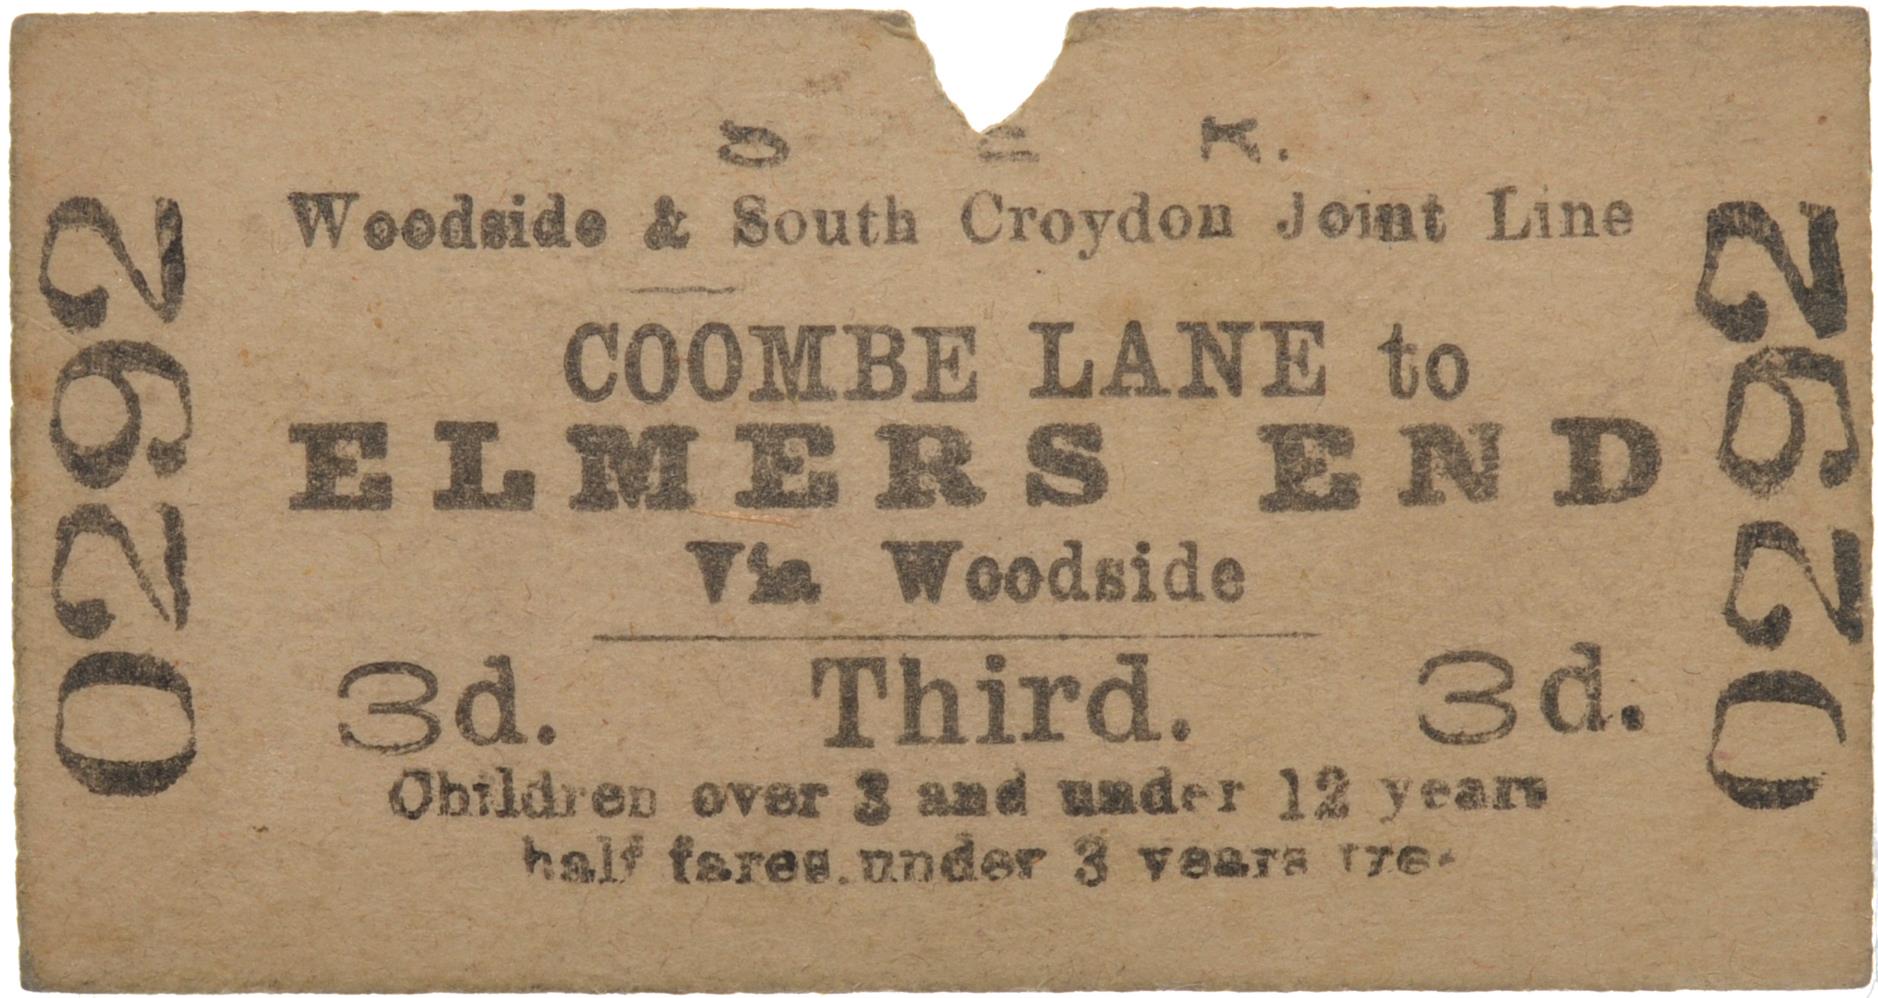 S E R.
Woodside & South Croydon Joint Line
COOMBE LANE to
ELMERS END
Via Woodside
3d. Third. 3d.
Children over 3 and under 12 years
half fares. under 3 years free
0292
0292